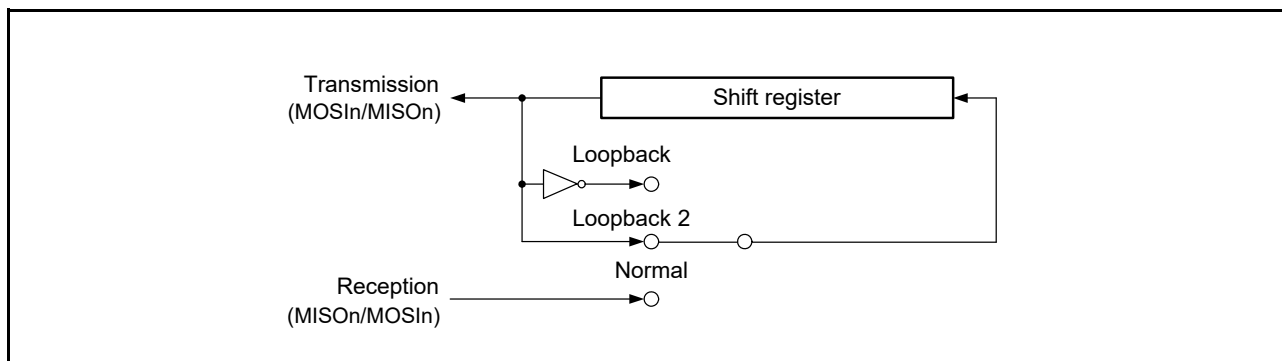 Transmission
(MOSIn/MISOn)
Shift register
Loopback
Loopback 2
Normal
Reception
(MISOn/MOSIn)